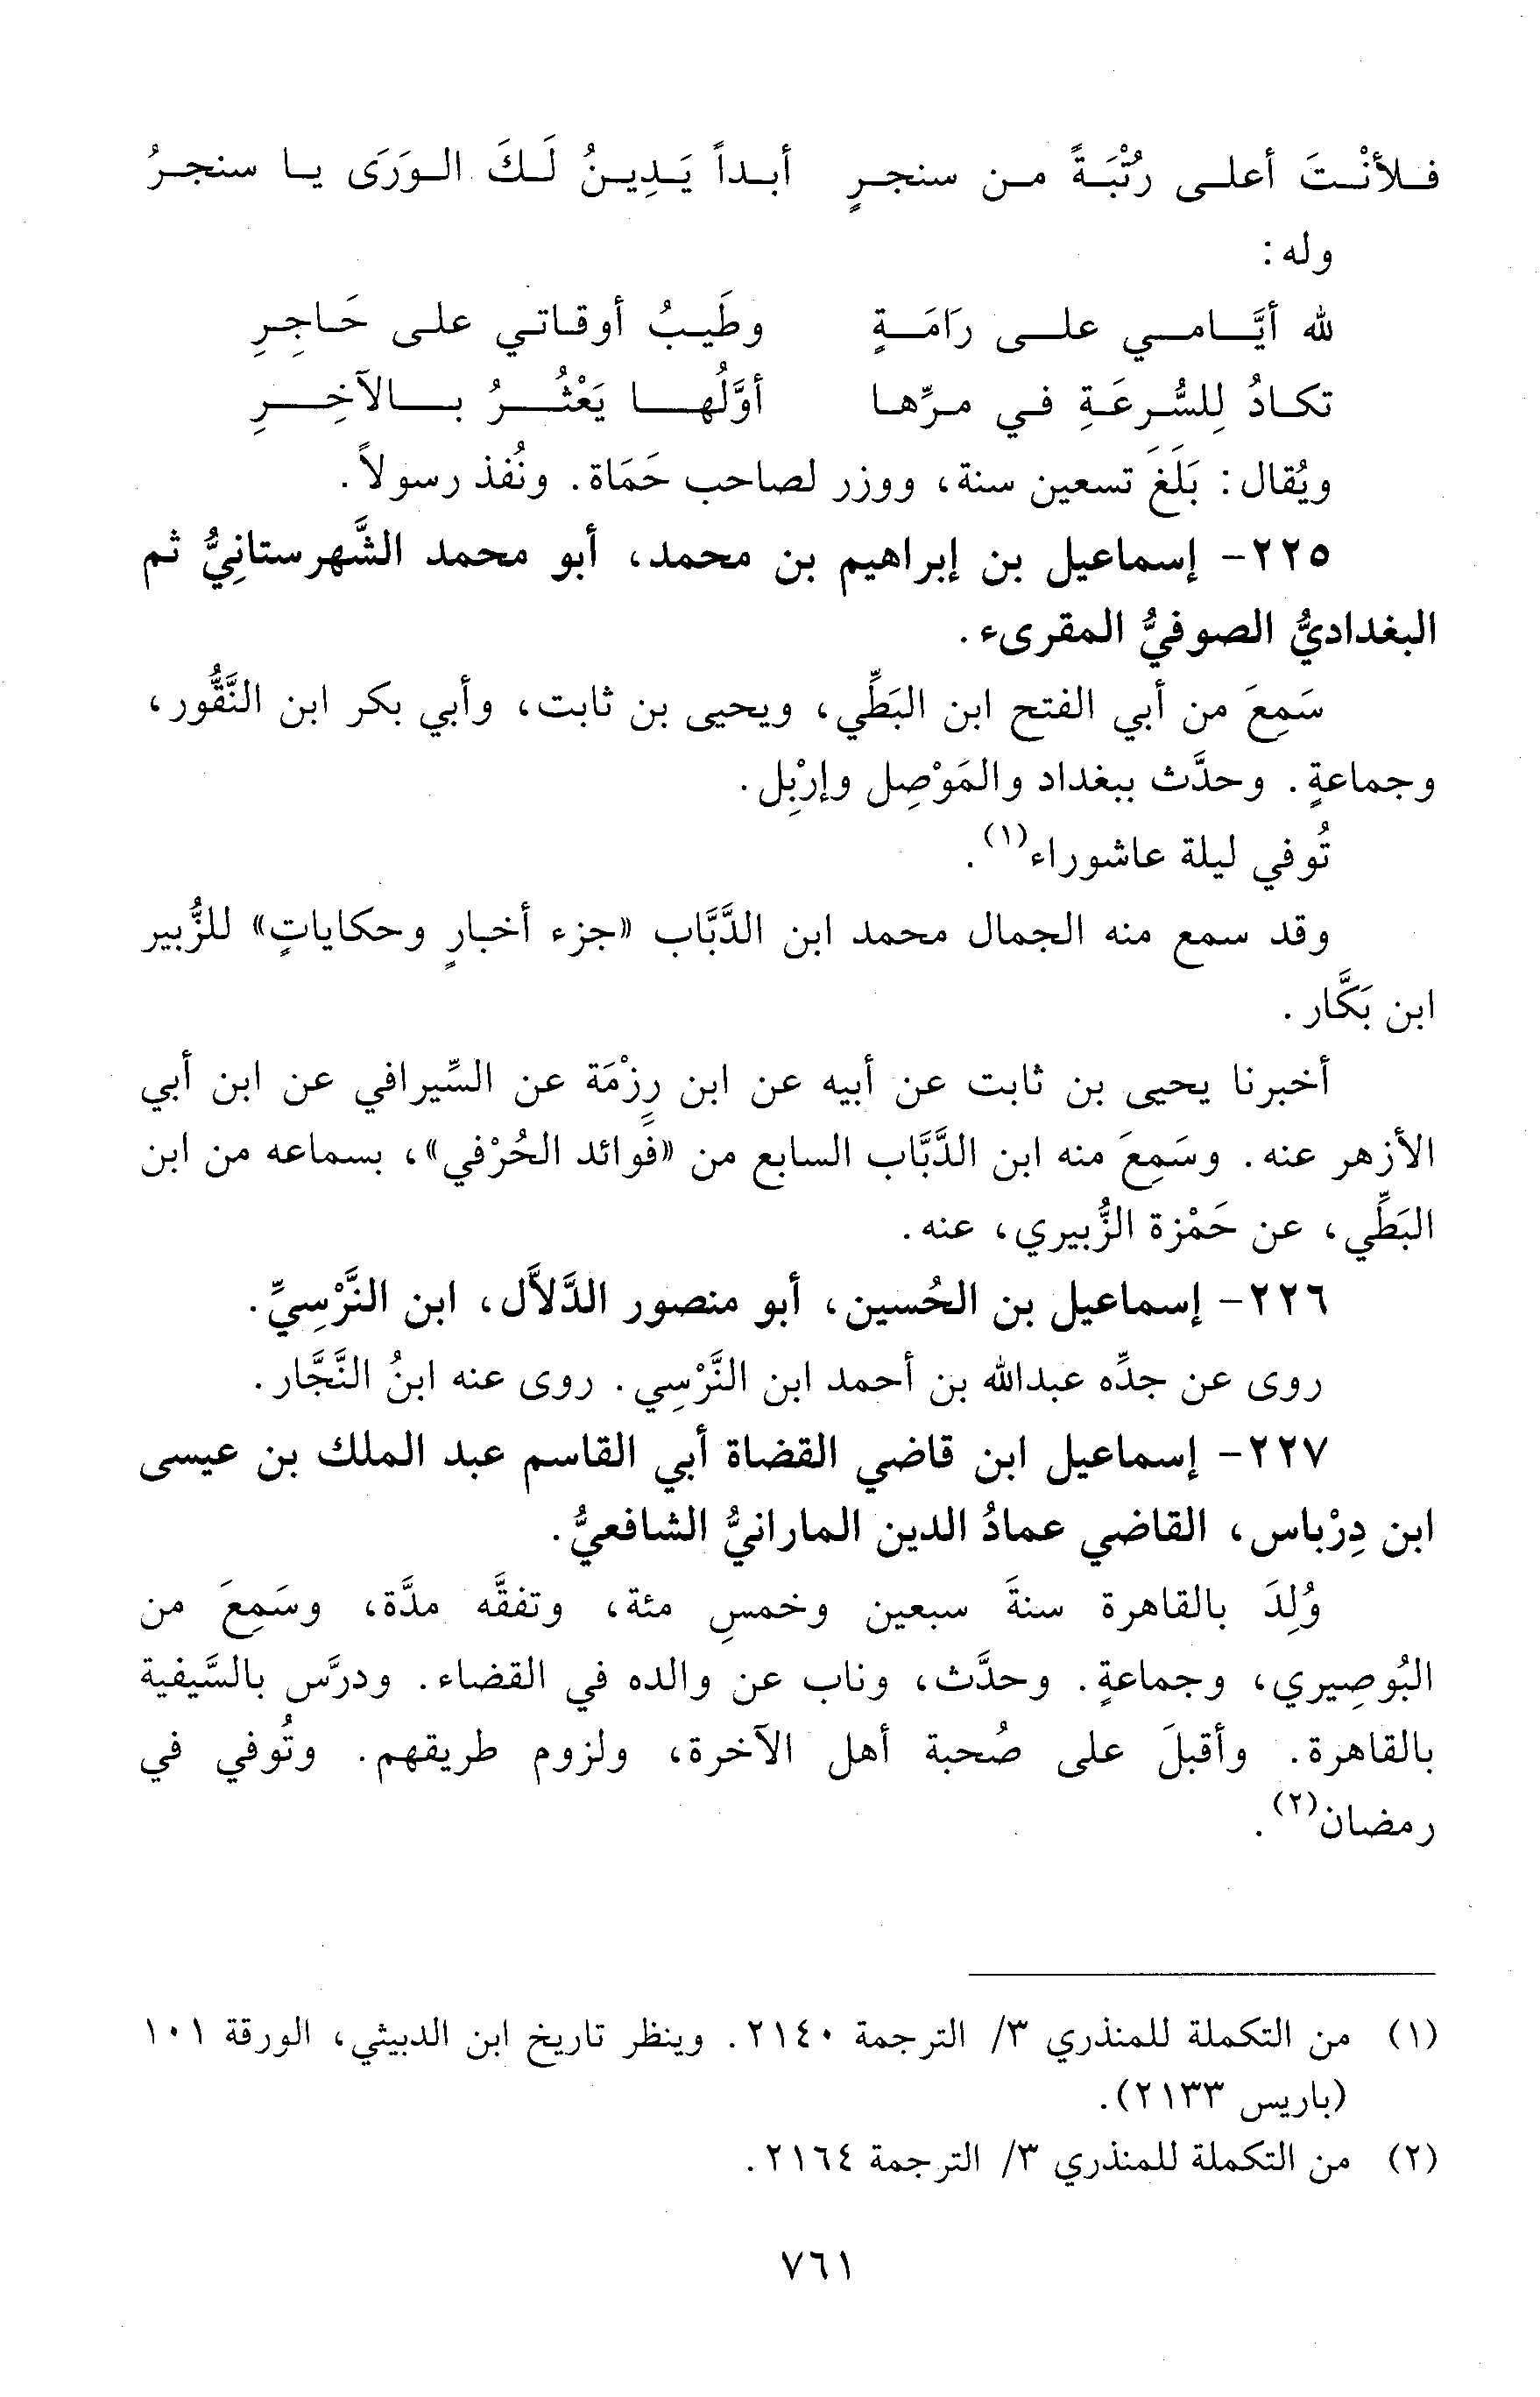 فلأنْتَ أعلى رُتْبَةً من سنجرٍ أبداً يَدِينُ لَكَ الوَرَى يا سنجرُ
وله:
لله أيَّامي على رَامَةٍ وطَيبُ أوقاتي على حَاجِرِ
تكادُ لِلسُّرعَةِ في مرِّها أوَّلُها يَعْثُرُ بالآخِرِ
ويُقال: بَلَغَ تسعين سنة، ووزر لصاحب حَمَاة. ونُفذ رسولاً.
٢٢٥- إسماعيل بن إبراهيم بن محمد، أبو محمد الشَّهرستانِيُّ ثم
البغداديُّ الصوفيُّ المقرىء.
سَمِعَ من أبي الفتح ابن البَطِّي، ويحيى بن ثابت، وأبي بكر ابن النَّقُّور،
وجماعةٍ. وحدَّث ببغداد والمَوْصِل وإرْبِل.
تُوفي ليلة عاشوراء(١).
وقد سمع منه الجمال محمد ابن الدَّبَّاب «جزء أخبارٍ وحكاياتٍ» للزُّبير
ابن بَكَّار.
أخبرنا يحيى بن ثابت عن أبيه عن ابن رِزْمَة عن السِّيرافي عن ابن أبي
الأزهر عنه. وسَمِعَ منه ابن الدَّبَّاب السابع من «فوائد الحُرْفي»، بسماعه من ابن
البَطِّي، عن حَمْزة الزُّبيري، عنه.
٢٢٦- إسماعيل بن الحُسين، أبو منصور الدَّلاَّل، ابن النَّرْسِيِّ.
روى عن جدِّه عبدالله بن أحمد ابن النَّرْسِي. روى عنه ابنُ النَّجَّار.
٢٢٧- إسماعيل ابن قاضي القضاة أبي القاسم عبد الملك بن عيسى
ابن دِرْباس، القاضي عمادُ الدين المارانيُّ الشافعيُّ.
وُلِدَ بالقاهرة سنةَ سبعين وخمسِ مئة، وتفقَّه مدَّة، وسَمِعَ من
البُوصِيري، وجماعةٍ. وحدَّث، وناب عن والده في القضاء. ودرَّس بالسَّيفية
بالقاهرة. وأقبلَ على صُحبة أهل الآخرة، ولزوم طريقهم. وتُوفي في
رمضان(٢).
(١) من التكملة للمنذري ٣/ الترجمة ٢١٤٠. وينظر تاريخ ابن الدبيثي، الورقة ١٠١
(باريس ٢١٣٣).
(٢) من التكملة للمنذري ٣/ الترجمة ٢١٦٤.
٧٦١